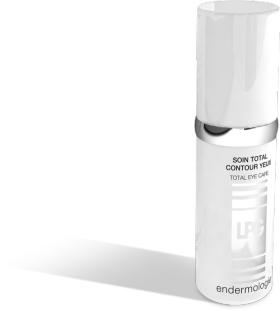 SOIN TOTAL
CONTOUR YEUX
TOTAL EYE CARE
LPG
endermologie